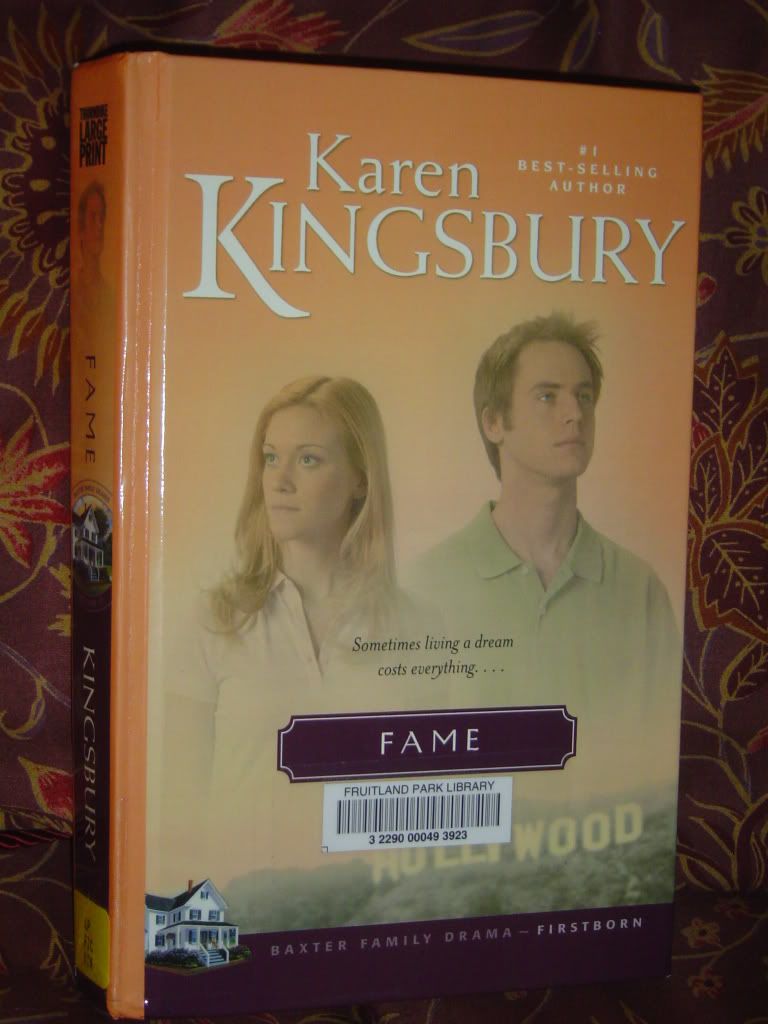 THORNDIKE
LARGE
PRINT
FAME
KINGSBURY
Karen
KINGSBURY
#1
BEST-SELLING
AUTHOR
Sometimes living a dream
costs everything. . . .
FAME
FRUITLAND PARK LIBRARY
3 2290 00049 3923
HOLLYWOOD
BAXTER FAMILY DRAMA – FIRSTBORN